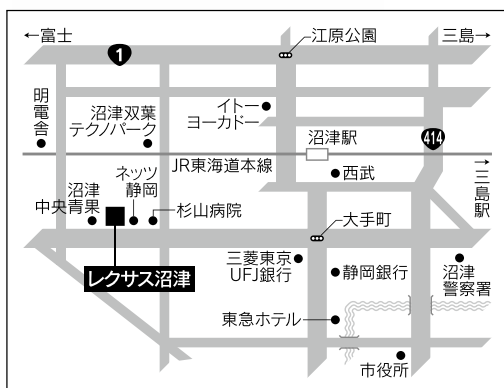 ←富士
江原公園
三島→
1
明電舎
沼津双葉
テクノパーク
イトー
ヨーカドー
沼津駅
414
JR東海道本線
西武
→三島駅
沼津
中央青果
ネッツ
静岡
杉山病院
大手町
レクサス沼津
三菱東京
UFJ銀行
静岡銀行
沼津
警察署
東急ホテル
市役所